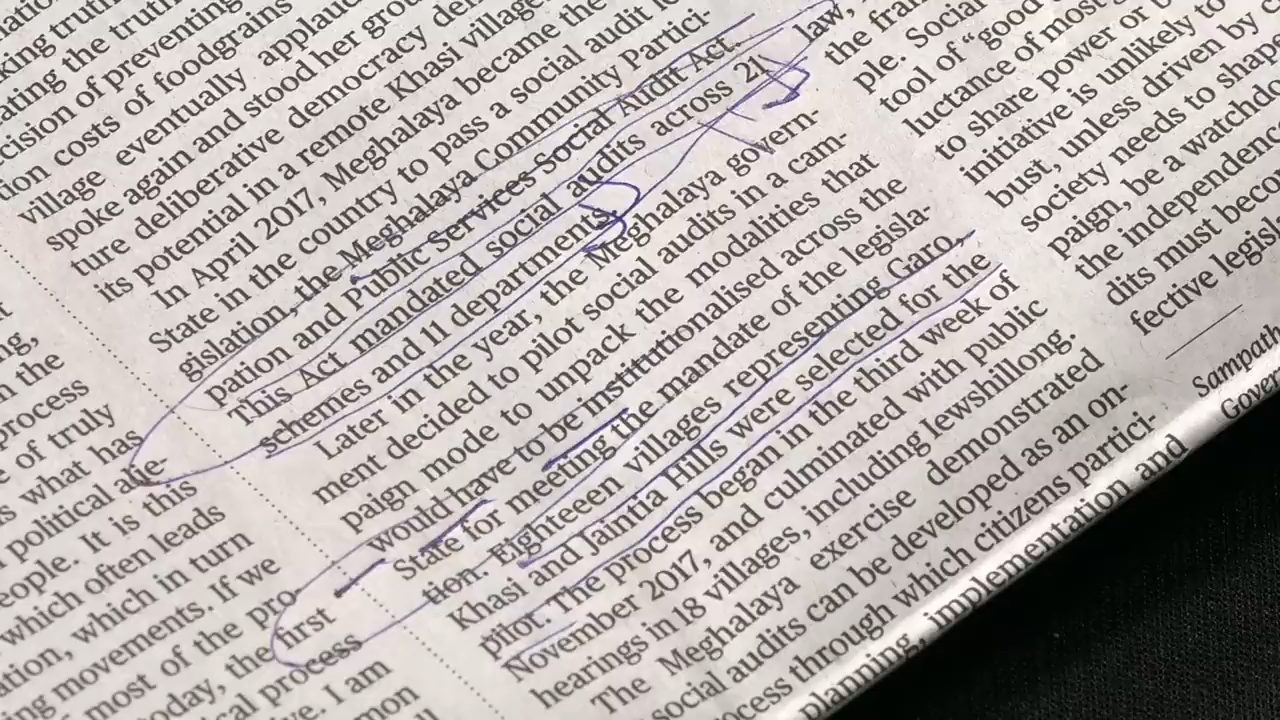 ating the truth
cision of preventing
ion costs of foodgrains
village eventually applau
spoke again and stood her grou
ture deliberative democracy
its potential in a remote Khasi village
In April 2017, Meghalaya became the
State in the country to pass a social audit
gislation, the Meghalaya Community Partici-
pation and Public Services Social Audit Act.
This Act mandated social audits across 21
schemes and 11 departments.
Later in the year, the Meghalaya govern-
ment decided to pilot social audits in a cam-
paign mode to unpack the modalities that
would have to be institutionalised across the
State for meeting the mandate of the legisla-
tion. Eighteen villages representing Garo,
Khasi and Jaintia Hills were selected for the
pilot. The process began in the third week of
November 2017, and culminated with public
hearings in 18 villages, including Iewshillong.
The Meghalaya exercise demonstrated
social audits can be developed as an on-
ocess through which citizens partici-
planning, implementation and
n the
process
of truly
s what has
political
eople. It is this
which often leads
ation, which in turn
ng movements. If we
most of the pro-
today, the first
cal process
ve. I am
mon
law,
the
ple. Social
tool of "good
luctance of most
to share power or
initiative is unlikely to
bust, unless driven by
society needs to shape
paign, be a watchdo
the independenc
dits must beco
fective legisl
Sampath
Gover